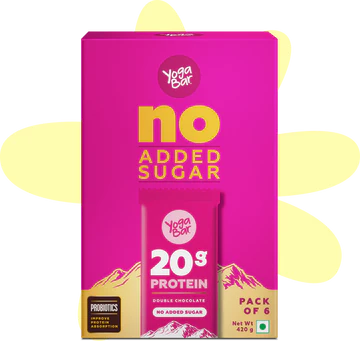 Yoga
Bar
no
ADDED
SUGAR
Yoga
Bar
20g
PROTEIN
DOUBLE CHOCOLATE
NO ADDED SUGAR
PROBIOTICS
IMPROVE
PROTEIN
ABSORPTION
PACK
OF 6
Net Wt
420 g